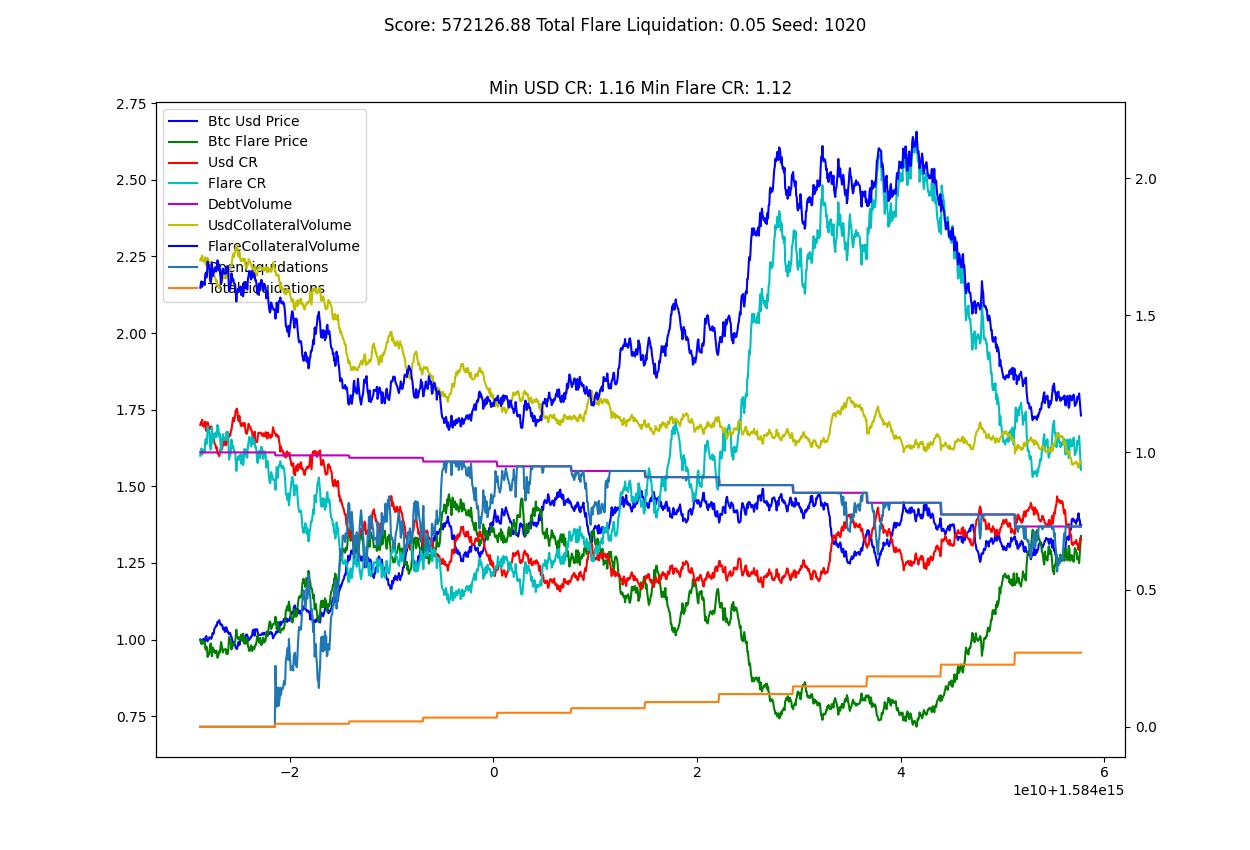 Score: 572126.88 Total Flare Liquidation: 0.05 Seed: 1020
Min USD CR: 1.16 Min Flare CR: 1.12
Btc Usd Price
Btc Flare Price
Usd CR
Flare CR
DebtVolume
UsdCollateralVolume
FlareCollateralVolume
OpenLiquidations
TotalLiquidations
2.75
2.50
2.25
2.00
1.75
1.50
1.25
1.00
0.75
2.0
1.5
1.0
0.5
0.0
−2
0
2
4
6
1e10+1.584e15